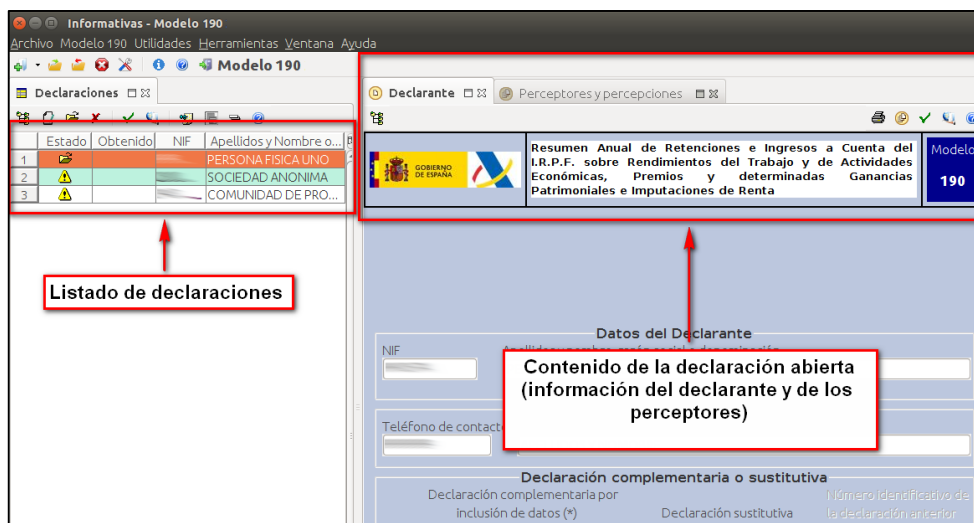 Informativas - Modelo 190
Archivo Modelo 190 Utilidades Herramientas Ventana Ayuda
Modelo 190
Declaraciones
Estado Obtenido NIF Apellidos y Nombre o...
1 PERSONA FISICA UNO
2 SOCIEDAD ANONIMA
3 COMUNIDAD DE PRO...
Listado de declaraciones
Declarante
Perceptores y percepciones
GOBIERNO
DE ESPAÑA
Resumen Anual de Retenciones e Ingresos a Cuenta del
I.R.P.F. sobre Rendimientos del Trabajo y de Actividades
Económicas, Premios y determinadas Ganancias
Patrimoniales e Imputaciones de Renta
Modelo
190
Datos del Declarante
NIF
Contenido de la declaración abierta
(información del declarante y de los
perceptores)
Teléfono de contacto
Declaración complementaria o sustitutiva
Declaración complementaria por
inclusión de datos (*)
Declaración sustitutiva
Número identificativo de
la declaración anterior